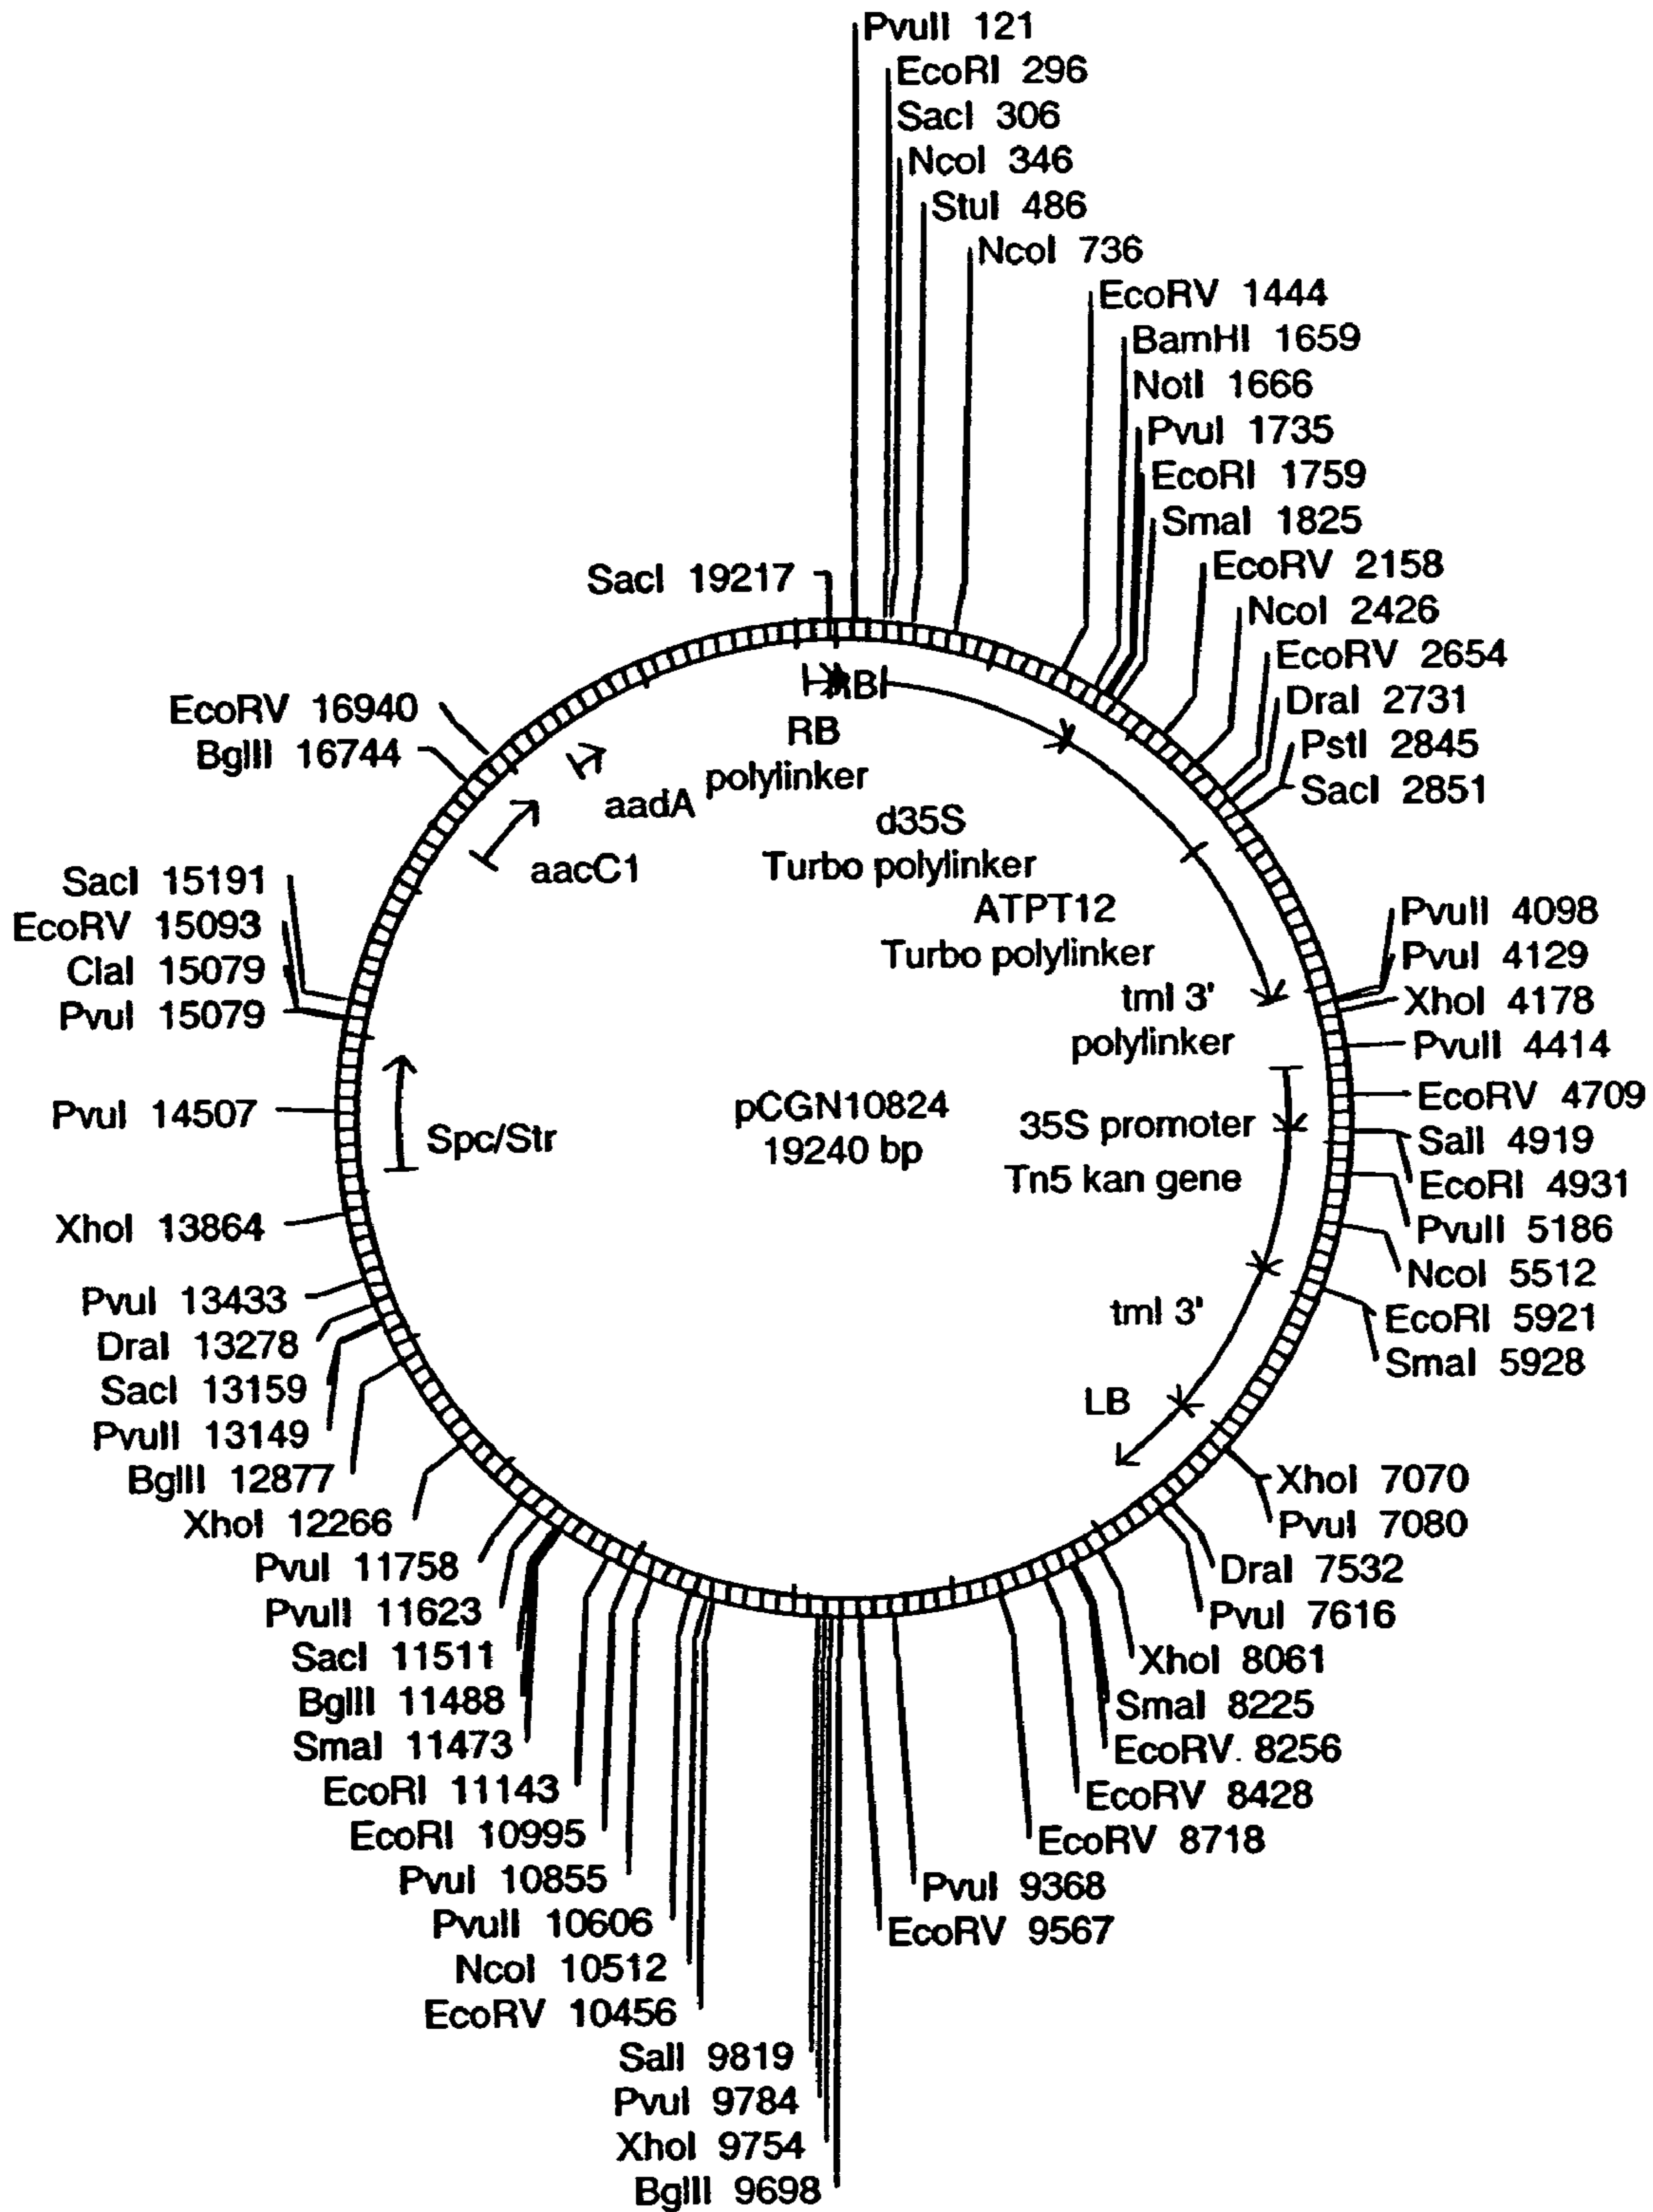 PvuII 121
EcoRI 296
SacI 306
NcoI 346
StuI 486
NcoI 736
EcoRV 1444
BamHI 1659
NotI 1666
PvuI 1735
EcoRI 1759
SmaI 1825
EcoRV 2158
NcoI 2426
EcoRV 2654
DraI 2731
PstI 2845
SacI 2851
PvuII 4098
PvuI 4129
XhoI 4178
PvuII 4414
EcoRV 4709
SalI 4919
EcoRI 4931
PvuII 5186
NcoI 5512
EcoRI 5921
SmaI 5928
XhoI 7070
PvuI 7080
DraI 7532
PvuI 7616
XhoI 8061
SmaI 8225
EcoRV 8256
EcoRV 8428
EcoRV 8718
PvuI 9368
EcoRV 9567
BglII 9698
XhoI 9754
PvuI 9784
SalI 9819
EcoRV 10456
NcoI 10512
PvuII 10606
PvuI 10855
EcoRI 10995
EcoRI 11143
SmaI 11473
BglII 11488
SacI 11511
PvuII 11623
PvuI 11758
XhoI 12266
BglII 12877
PvuII 13149
SacI 13159
DraI 13278
PvuI 13433
XhoI 13864
PvuI 14507
PvuI 15079
ClaI 15079
EcoRV 15093
SacI 15191
BglII 16744
EcoRV 16940
SacI 19217
RB
polylinker
d35S
Turbo polylinker
ATPT12
Turbo polylinker
tml 3'
polylinker
35S promoter
Tn5 kan gene
tml 3'
LB
Spc/Str
aacC1
aadA
pCGN10824
19240 bp